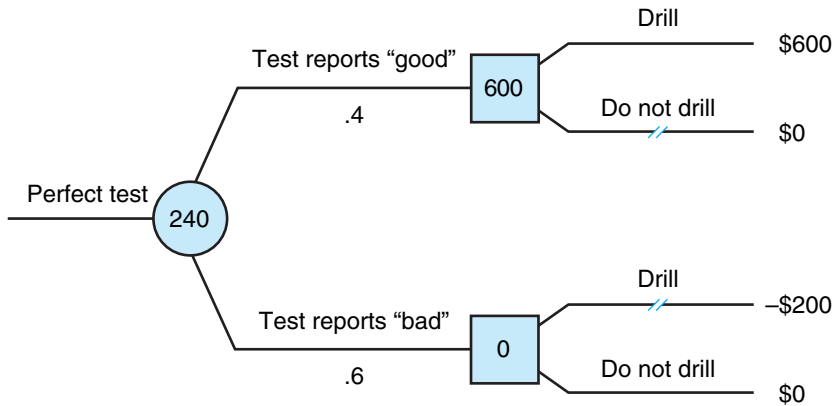 Drill
$600
Test reports “good”
600
.4
Do not drill
$0
Perfect test
240
Drill
–$200
Test reports “bad”
0
.6
Do not drill
$0